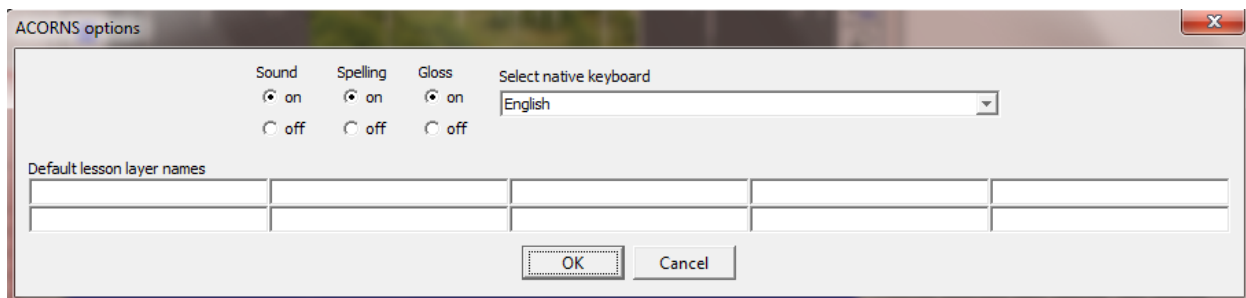 ACORNS options
Sound Spelling Gloss Select native keyboard
on on on English
off off off
Default lesson layer names
OK Cancel